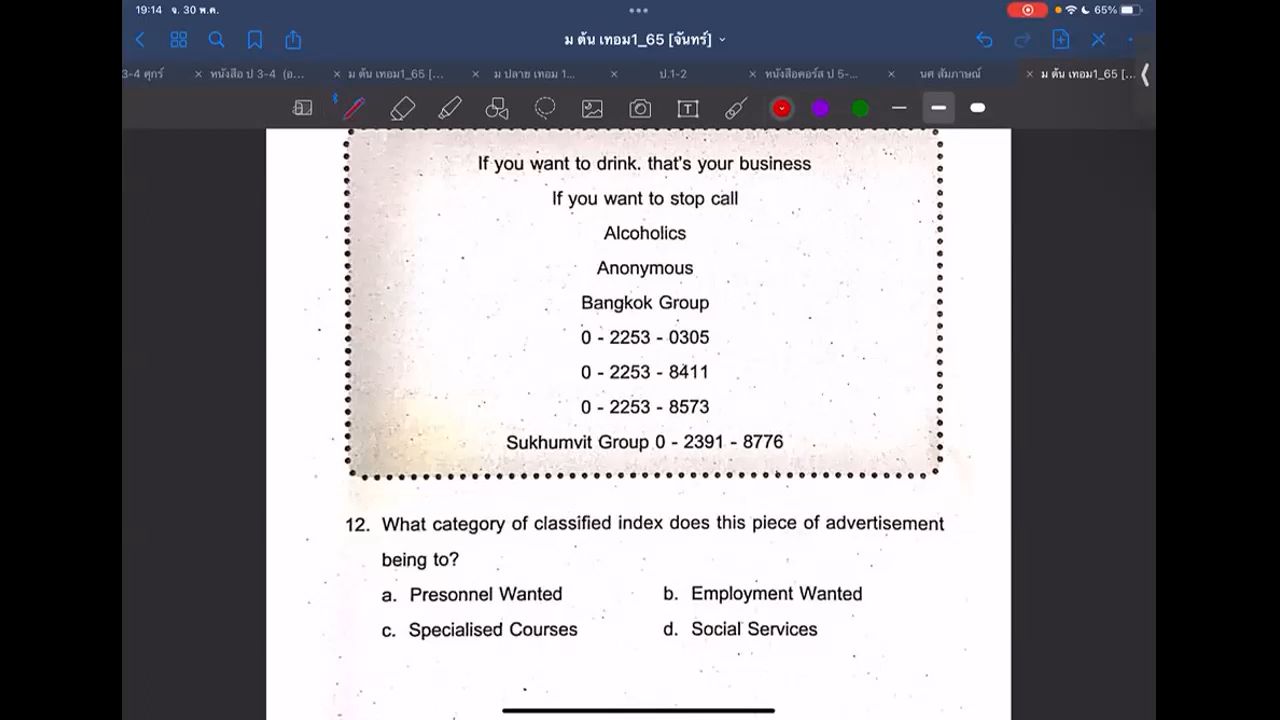 19:14 จ. 30 พ.ค.
65%
ม ต้น เทอม1_65 [จันทร์]
3-4 ศุกร์
หนังสือ ป 3-4 (อ...
ม ต้น เทอม1_65 [...
ม ปลาย เทอม 1...
ป.1-2
หนังสือคอร์ส ป 5-...
นศ สัมภาษณ์
ม ต้น เทอม1_65 [...
If you want to drink. that's your business
If you want to stop call
Alcoholics
Anonymous
Bangkok Group
0 - 2253 - 0305
0 - 2253 - 8411
0 - 2253 - 8573
Sukhumvit Group 0 - 2391 - 8776
12. What category of classified index does this piece of advertisement
being to?
a. Presonnel Wanted b. Employment Wanted
c. Specialised Courses d. Social Services